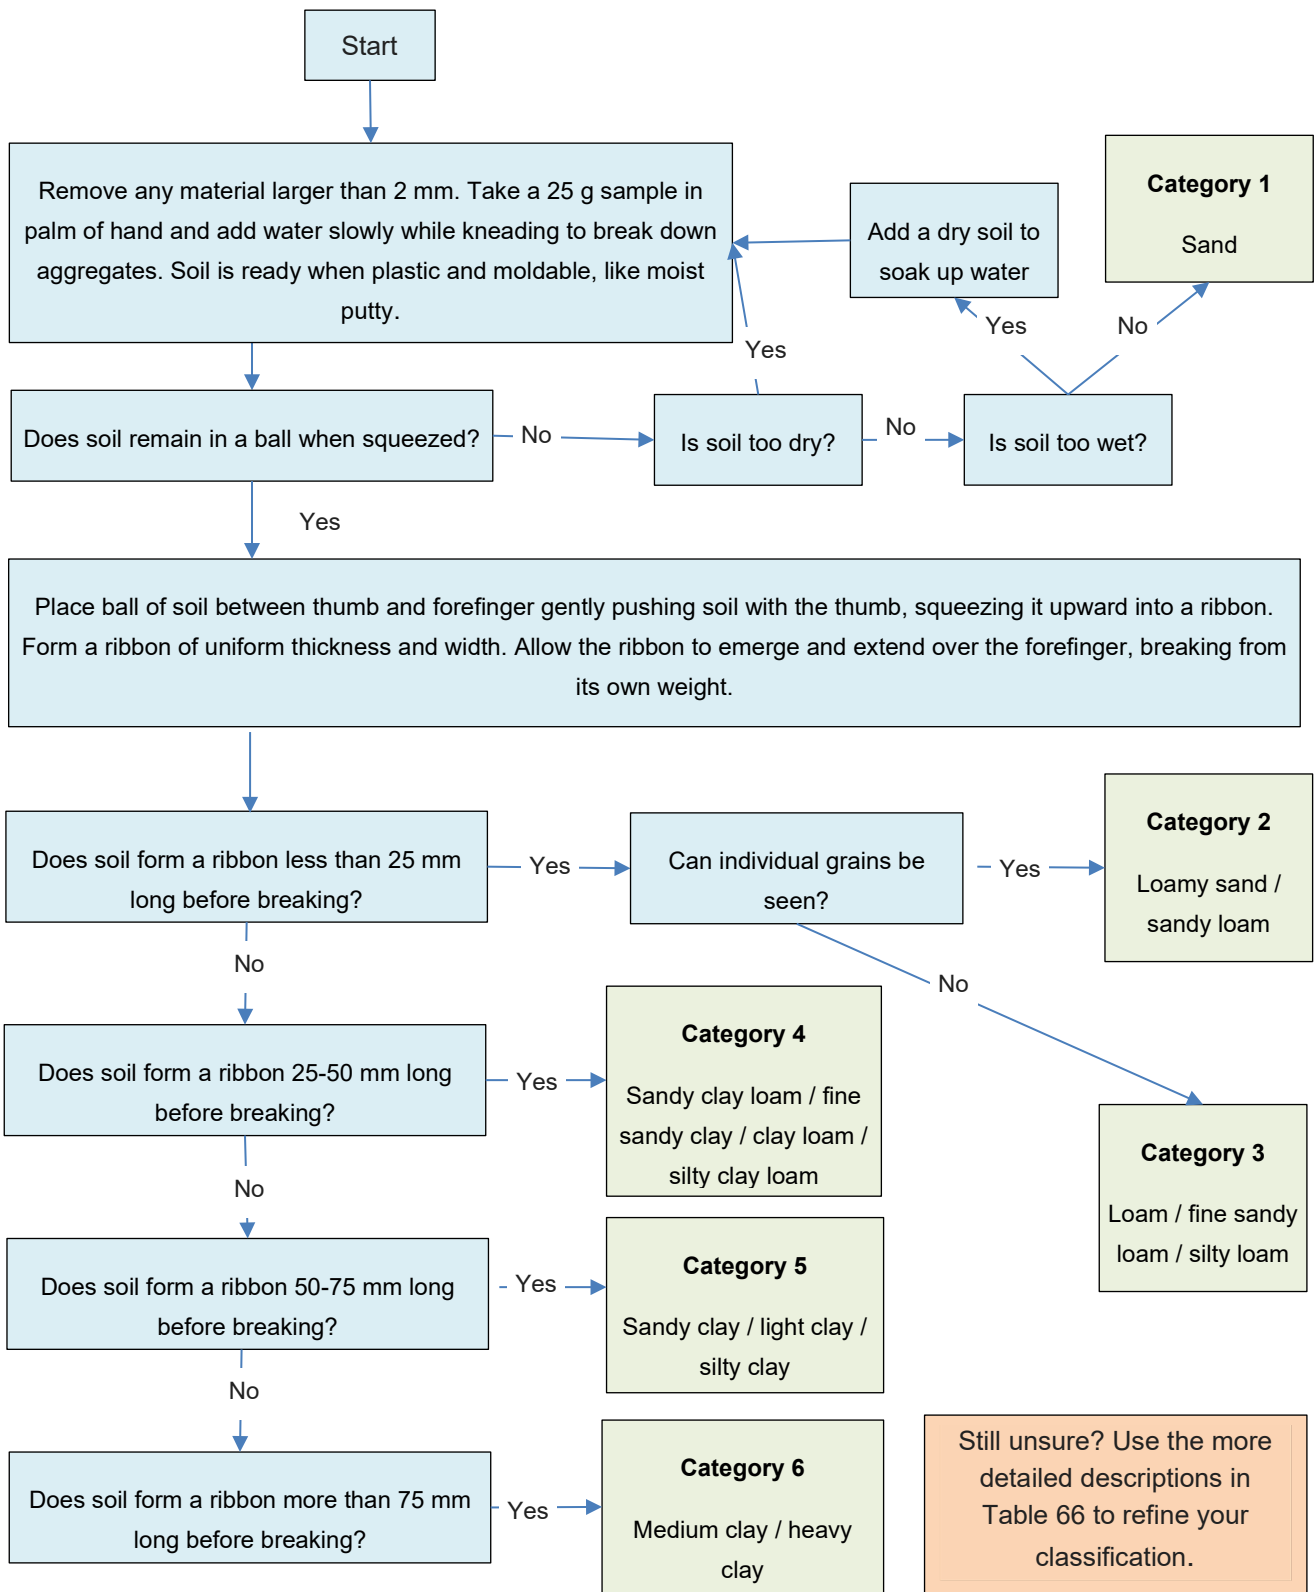 Start
Remove any material larger than 2 mm. Take a 25 g sample in
palm of hand and add water slowly while kneading to break down
aggregates. Soil is ready when plastic and moldable, like moist
putty.
Add a dry soil to
soak up water
Category 1
Sand
Yes
Yes
No
Does soil remain in a ball when squeezed?
No
Is soil too dry?
No
Is soil too wet?
Yes
Place ball of soil between thumb and forefinger gently pushing soil with the thumb, squeezing it upward into a ribbon.
Form a ribbon of uniform thickness and width. Allow the ribbon to emerge and extend over the forefinger, breaking from
its own weight.
Does soil form a ribbon less than 25 mm
long before breaking?
Yes
Can individual grains be
seen?
Yes
Category 2
Loamy sand /
sandy loam
No
No
Does soil form a ribbon 25-50 mm long
before breaking?
Yes
Category 4
Sandy clay loam / fine
sandy clay / clay loam /
silty clay loam
Category 3
Loam / fine sandy
loam / silty loam
No
Does soil form a ribbon 50-75 mm long
before breaking?
Yes
Category 5
Sandy clay / light clay /
silty clay
No
Does soil form a ribbon more than 75 mm
long before breaking?
Yes
Category 6
Medium clay / heavy
clay
Still unsure? Use the more
detailed descriptions in
Table 66 to refine your
classification.